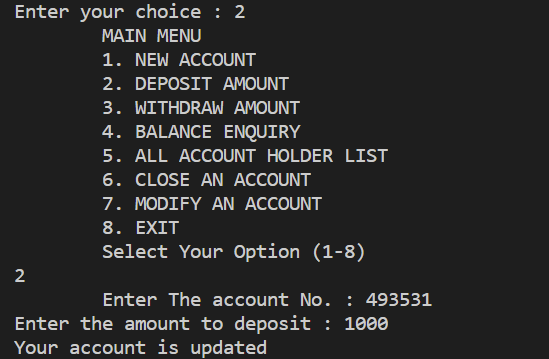 Enter your choice : 2
MAIN MENU
1. NEW ACCOUNT
2. DEPOSIT AMOUNT
3. WITHDRAW AMOUNT
4. BALANCE ENQUIRY
5. ALL ACCOUNT HOLDER LIST
6. CLOSE AN ACCOUNT
7. MODIFY AN ACCOUNT
8. EXIT
Select Your Option (1-8)
2
Enter The account No. : 493531
Enter the amount to deposit : 1000
Your account is updated